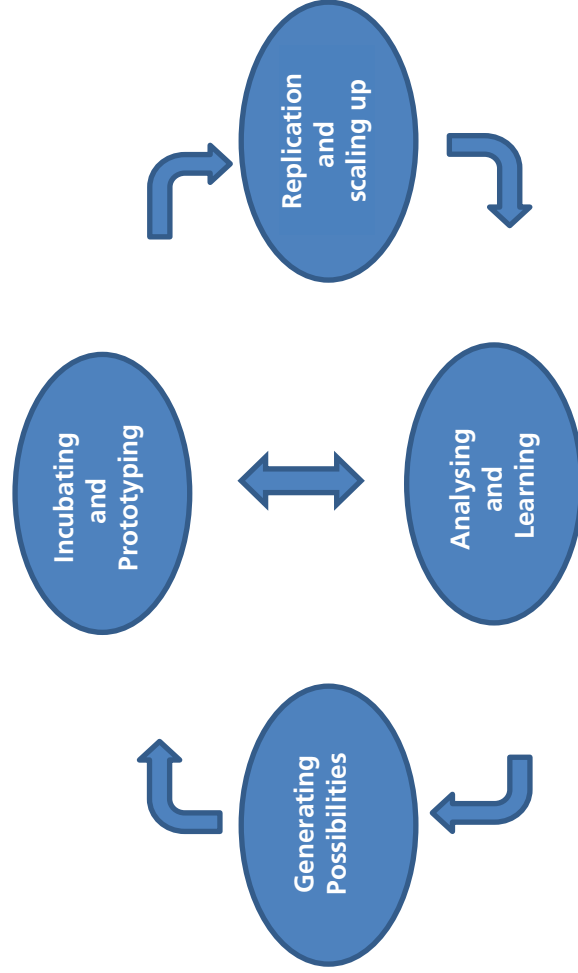 Generating
Possibilities
Incubating
and
Prototyping
Analysing
and
Learning
Replication
and
scaling up